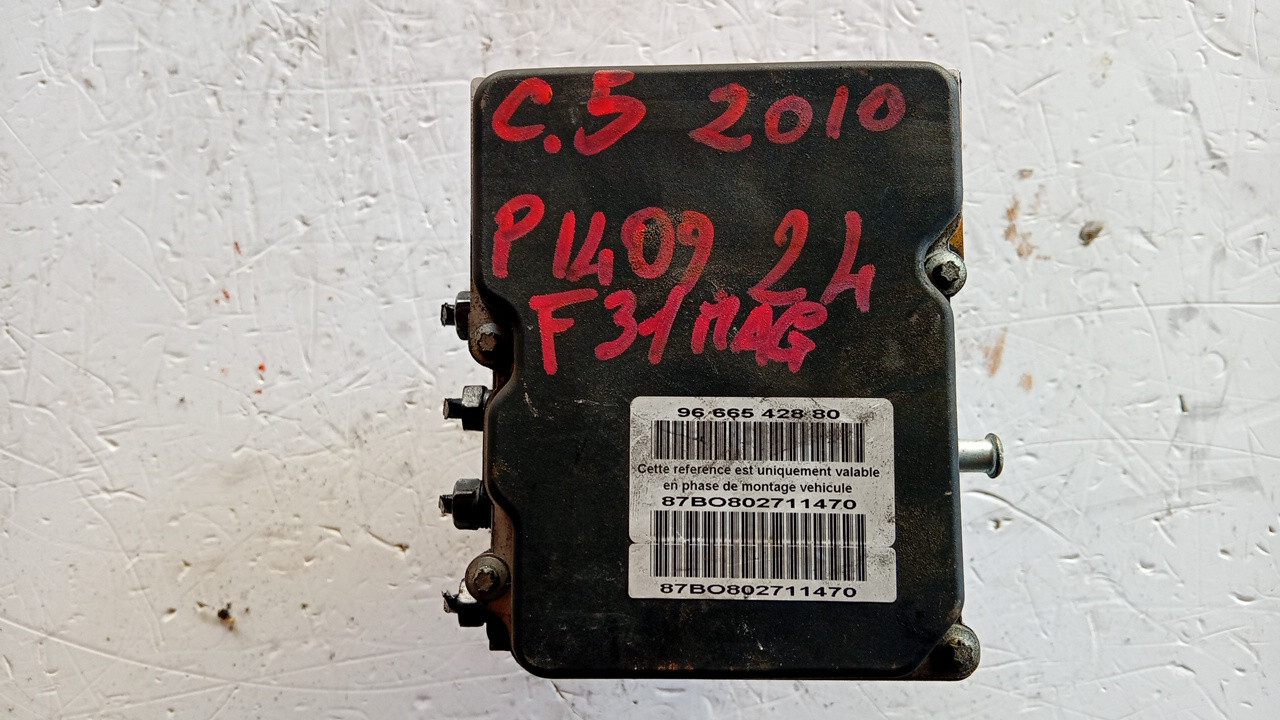 C.5 2010
P1409 24
F31 MAG
96 665 428 80
Cette reference est uniquement valable
en phase de montage vehicule
87BO802711470
87BO802711470